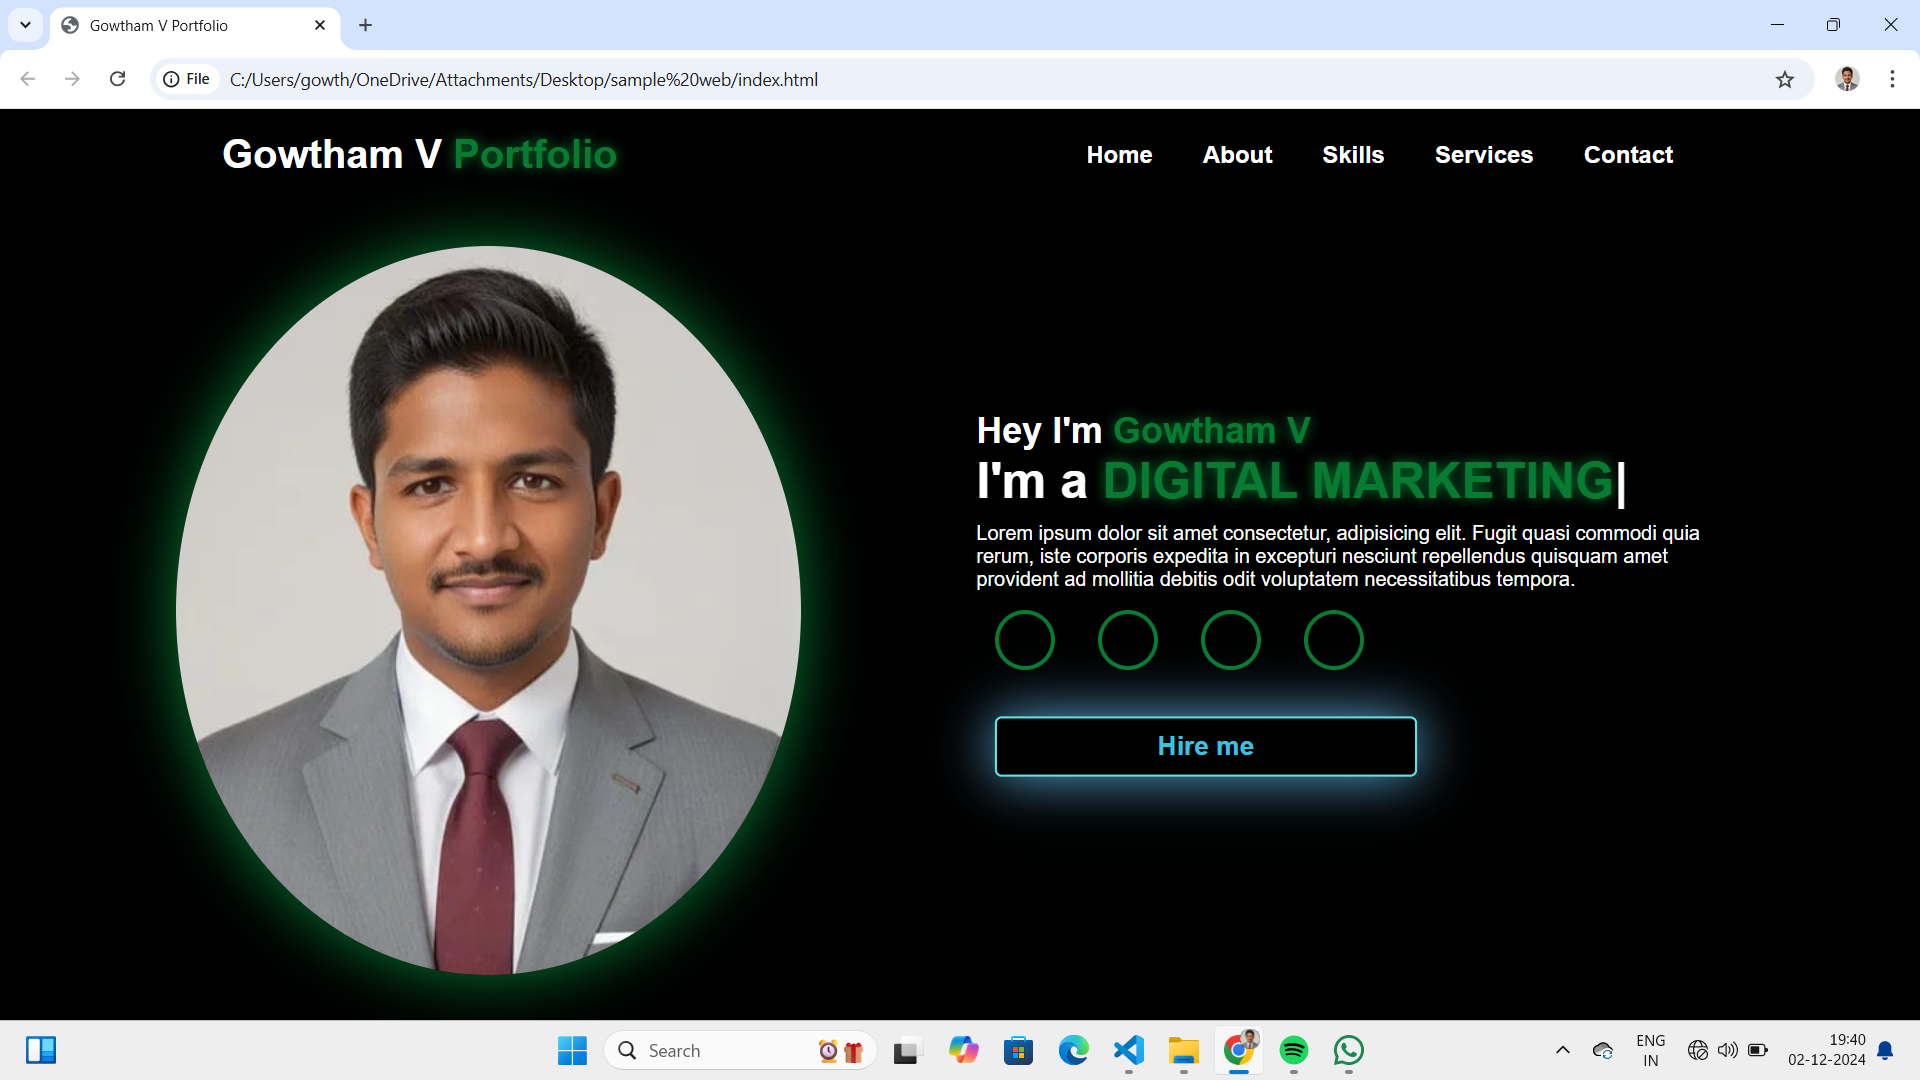 Gowtham V Portfolio
File C:/Users/gowth/OneDrive/Attachments/Desktop/sample%20web/index.html
Gowtham V Portfolio
Home About Skills Services Contact
Hey I'm Gowtham V
I'm a DIGITAL MARKETING|
Lorem ipsum dolor sit amet consectetur, adipisicing elit. Fugit quasi commodi quia
rerum, iste corporis expedita in excepturi nesciunt repellendus quisquam amet
provident ad mollitia debitis odit voluptatem necessitatibus tempora.
Hire me
Search
ENG
IN
19:40
02-12-2024